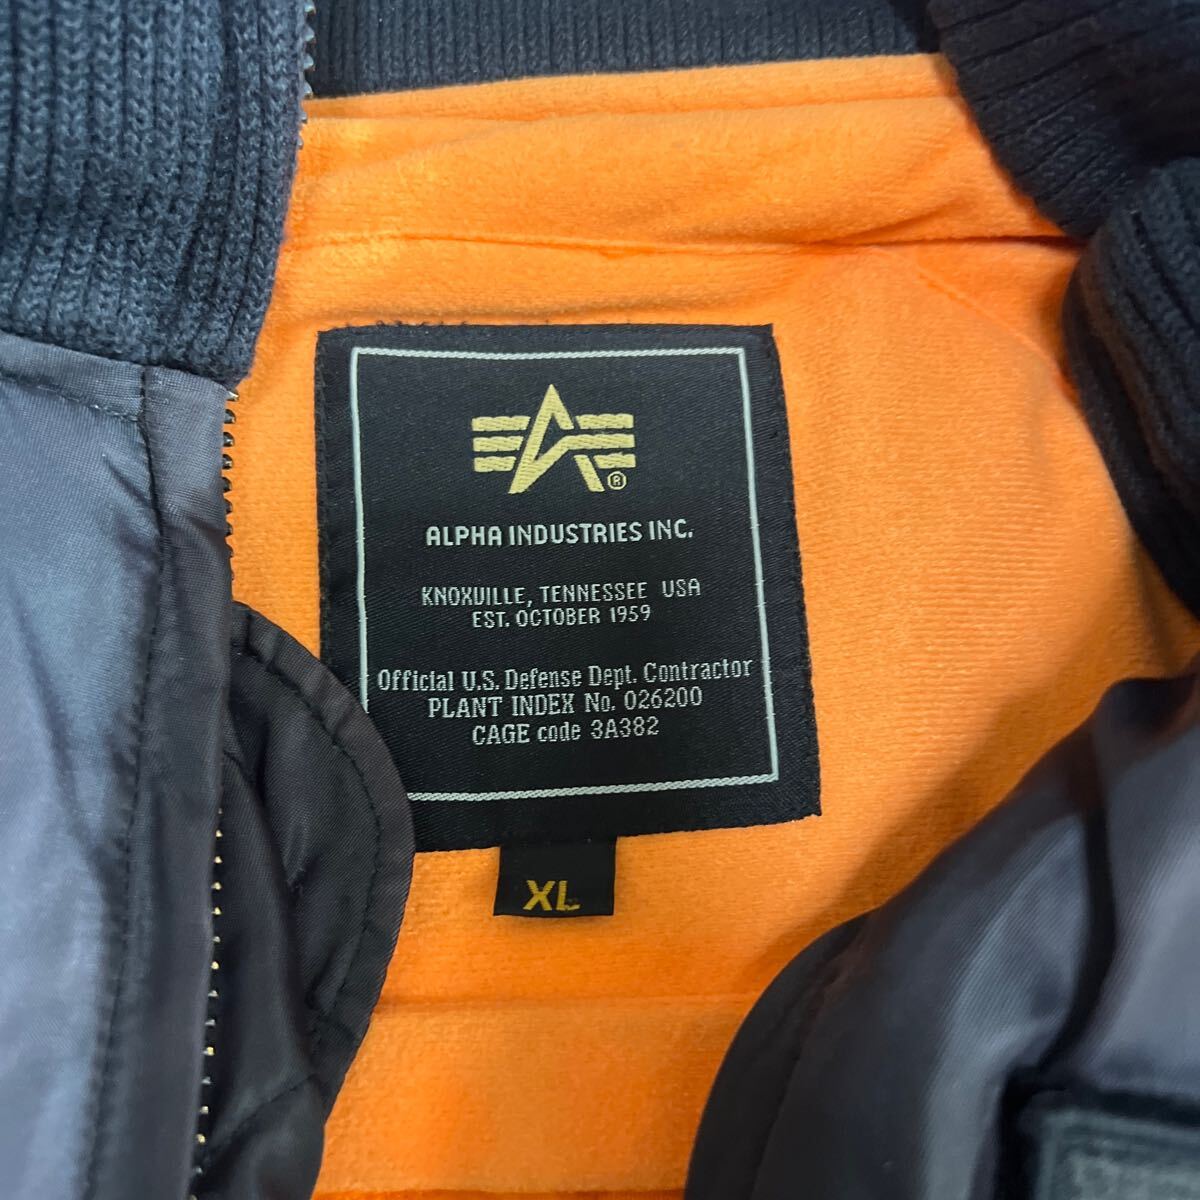 ®
ALPHA INDUSTRIES INC.
KNOXVILLE, TENNESSEE USA
EST. OCTOBER 1959
Official U.S. Defense Dept. Contractor
PLANT INDEX No. 026200
CAGE code 3A382
XL